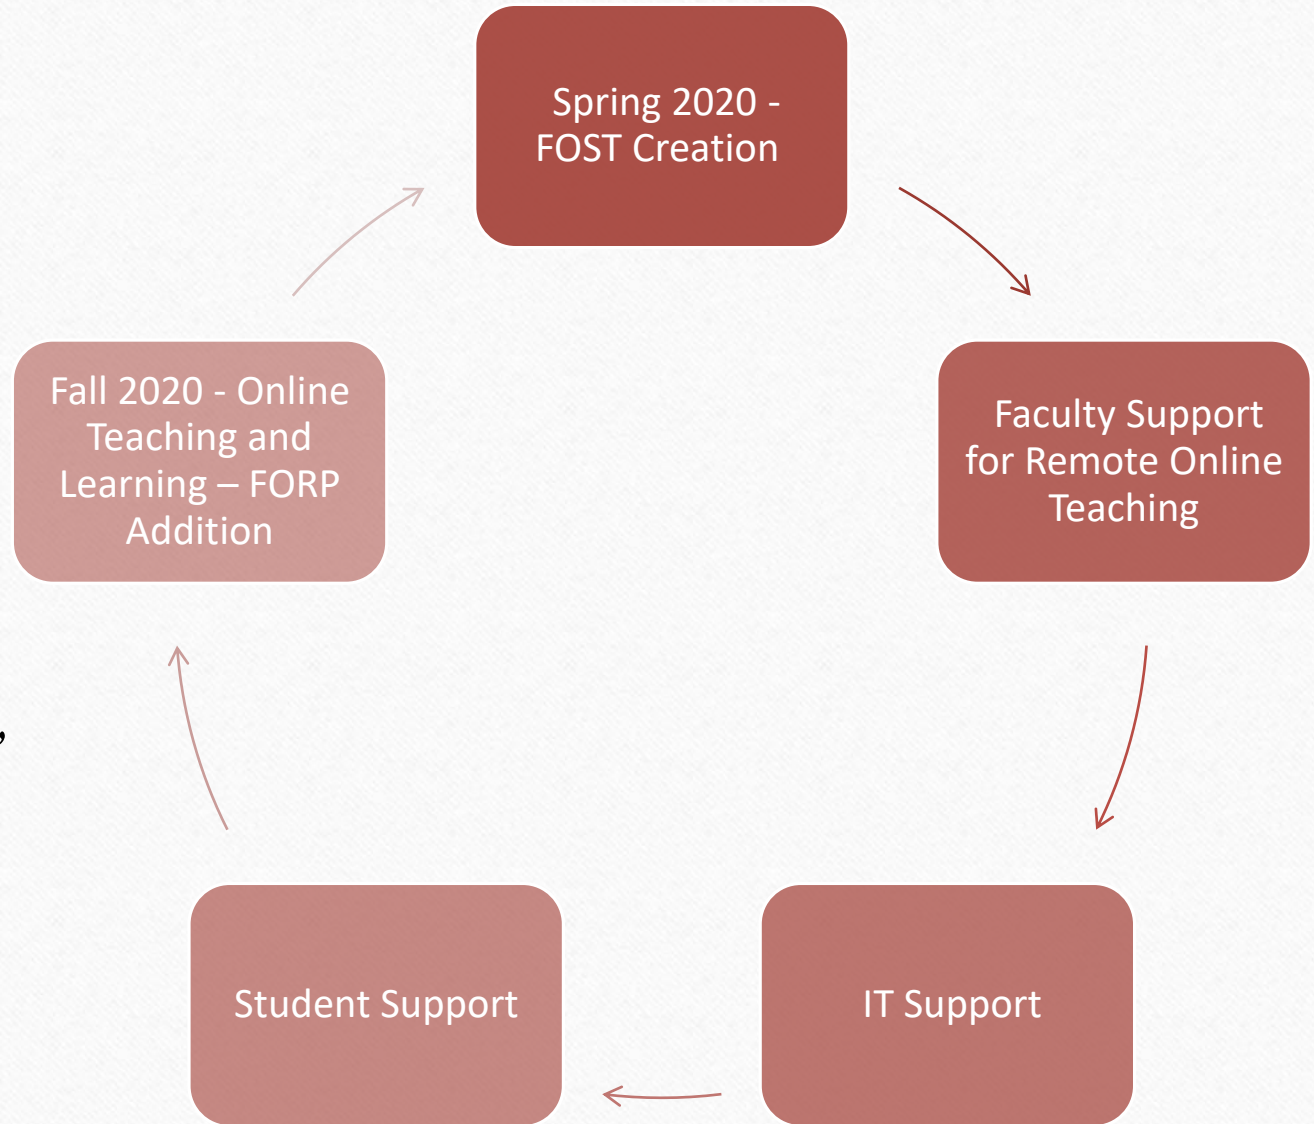 Spring 2020 -
FOST Creation
Faculty Support
for Remote Online
Teaching
IT Support
Student Support
Fall 2020 - Online
Teaching and
Learning – FORP
Addition
,